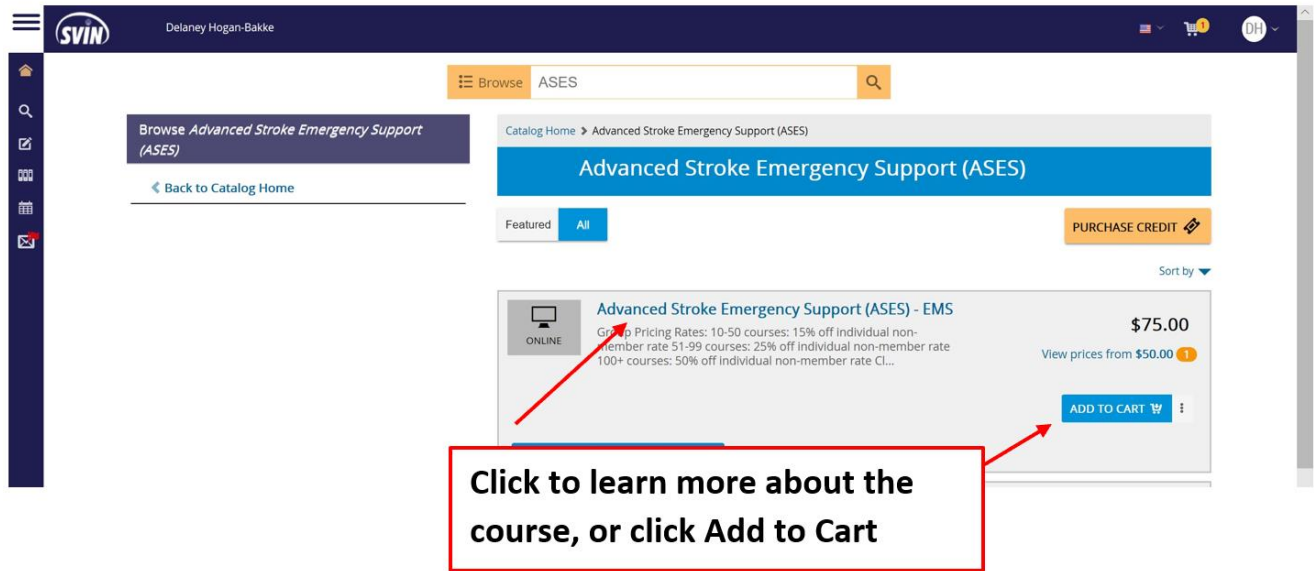 SVIN
Delaney Hogan-Bakke
1
DH
Browse
ASES
Browse Advanced Stroke Emergency Support
(ASES)
Back to Catalog Home
Catalog Home > Advanced Stroke Emergency Support (ASES)
Advanced Stroke Emergency Support (ASES)
Featured
All
PURCHASE CREDIT
Sort by
ONLINE
Advanced Stroke Emergency Support (ASES) - EMS
Group Pricing Rates: 10-50 courses: 15% off individual non-
member rate 51-99 courses: 25% off individual non-member rate
100+ courses: 50% off individual non-member rate Cl...
$75.00
View prices from $50.00 1
ADD TO CART
Click to learn more about the
course, or click Add to Cart